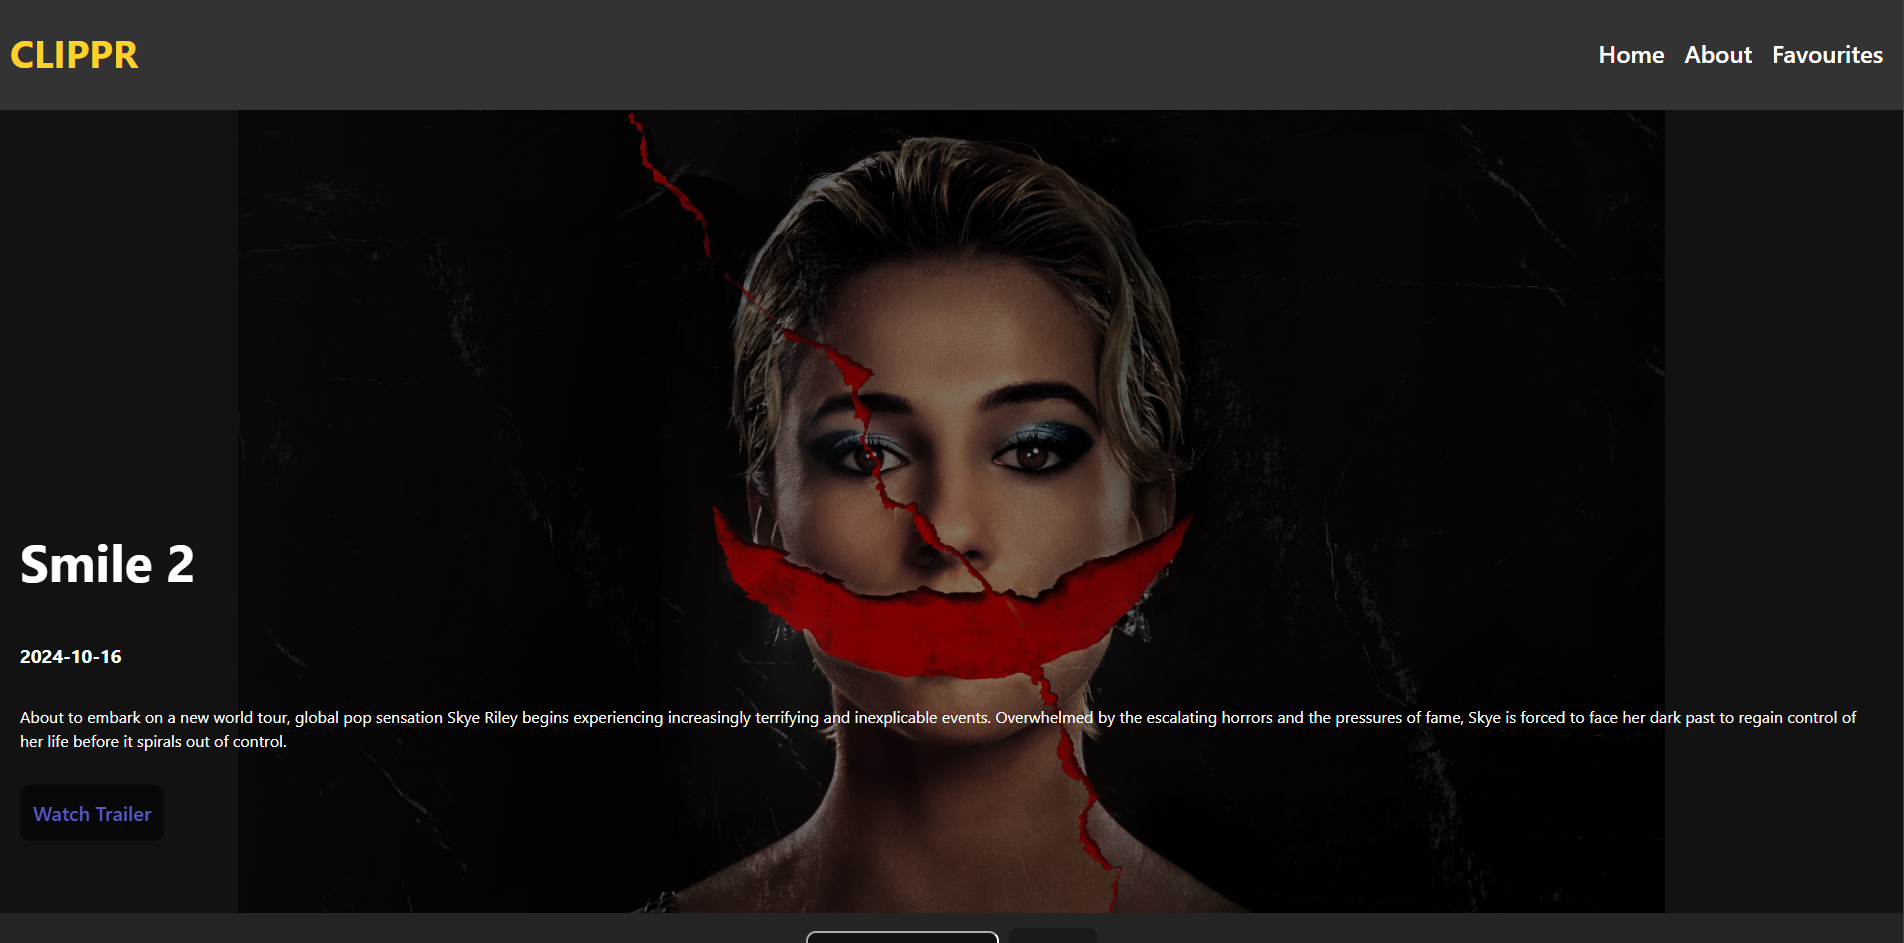 CLIPPR
Home About Favourites
Smile 2
2024-10-16
About to embark on a new world tour, global pop sensation Skye Riley begins experiencing increasingly terrifying and inexplicable events. Overwhelmed by the escalating horrors and the pressures of fame, Skye is forced to face her dark past to regain control of
her life before it spirals out of control.
Watch Trailer